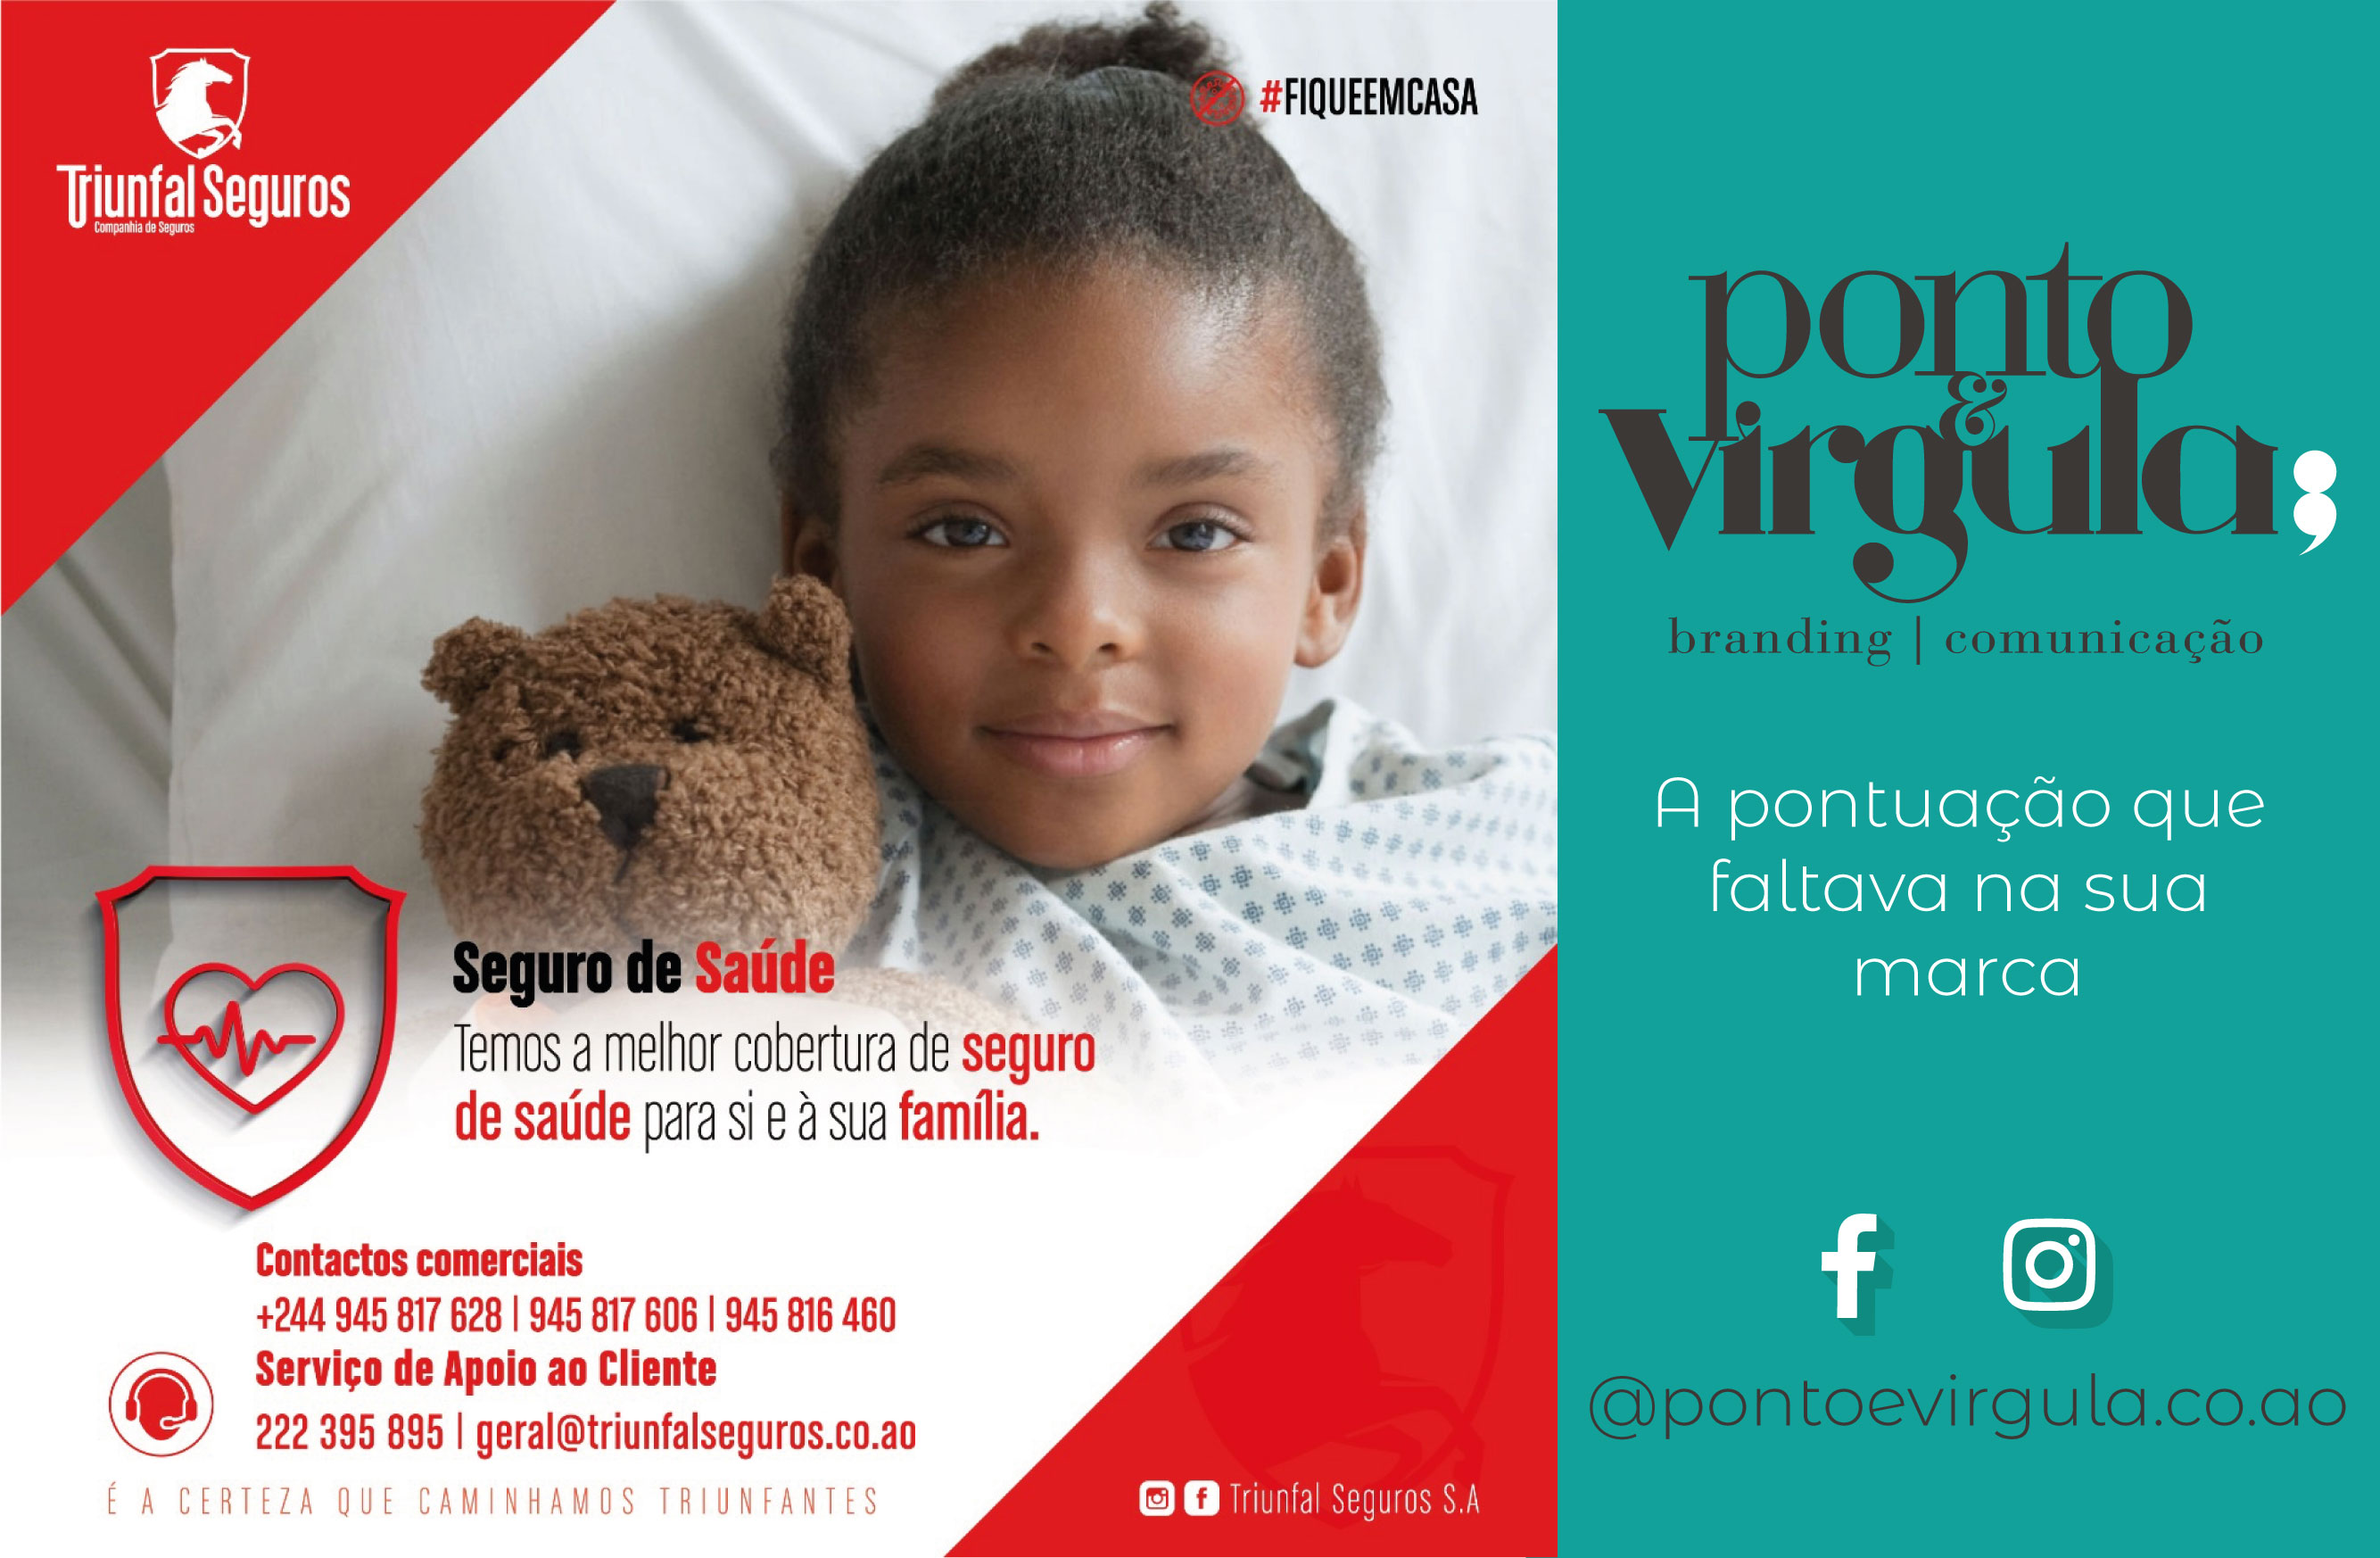 Triunfal Seguros
Companhia de Seguros
#FIQUEEMCASA
Seguro de Saúde
Temos a melhor cobertura de seguro
de saúde para si e à sua família.
Contactos comerciais
+244 945 817 628 | 945 817 606 | 945 816 460
Serviço de Apoio ao Cliente
222 395 895 | geral@triunfalseguros.co.ao
É A CERTEZA QUE CAMINHAMOS TRIUNFANTES
Triunfal Seguros S.A
ponto
&
virgula;
branding | comunicação
A pontuação que
faltava na sua
marca
@pontoevirgula.co.ao